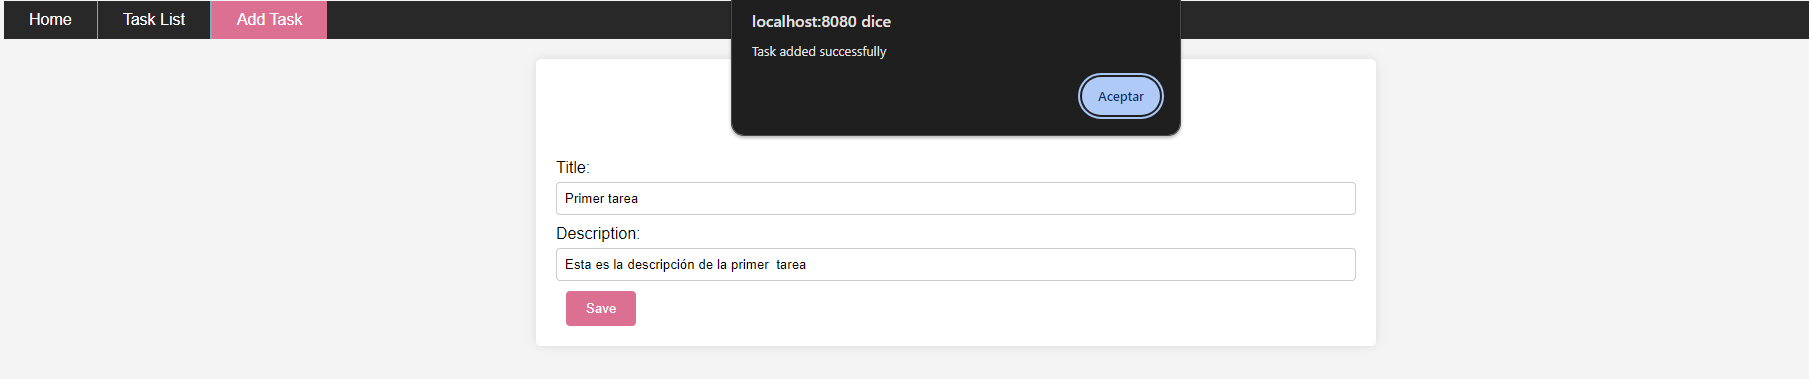 Home Task List Add Task
localhost:8080 dice
Task added successfully
Aceptar
Title:
Primer tarea
Description:
Esta es la descripción de la primer  tarea
Save